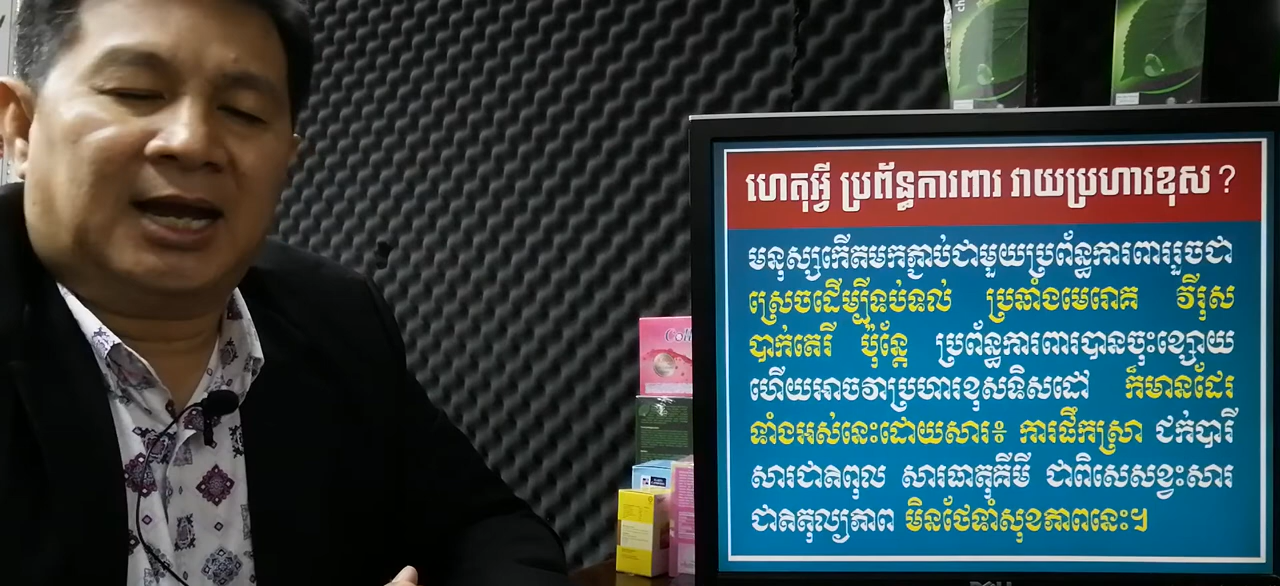 ហេតុអ្វី ប្រព័ន្ធការពារ វាយប្រហារខុស ?
មនុស្សកើតមកភ្ជាប់ជាមួយប្រព័ន្ធការពាររួចជា
ស្រេចដើម្បីទប់ទល់ ប្រឆាំងមេរោគ វីរុស
បាក់តេរី ប៉ុន្តែ ប្រព័ន្ធការពារបានចុះខ្សោយ
ហើយអាចវាប្រហារខុសទិសដៅ ក៏មានដែរ
ទាំងអស់នេះដោយសារ៖ ការផឹកស្រា ជក់បារី
សារជាតិពុល សារធាតុគីមី ជាពិសេសខ្វះសារ
ជាតិតុល្យភាព មិនថែទាំសុខភាពនេះ។